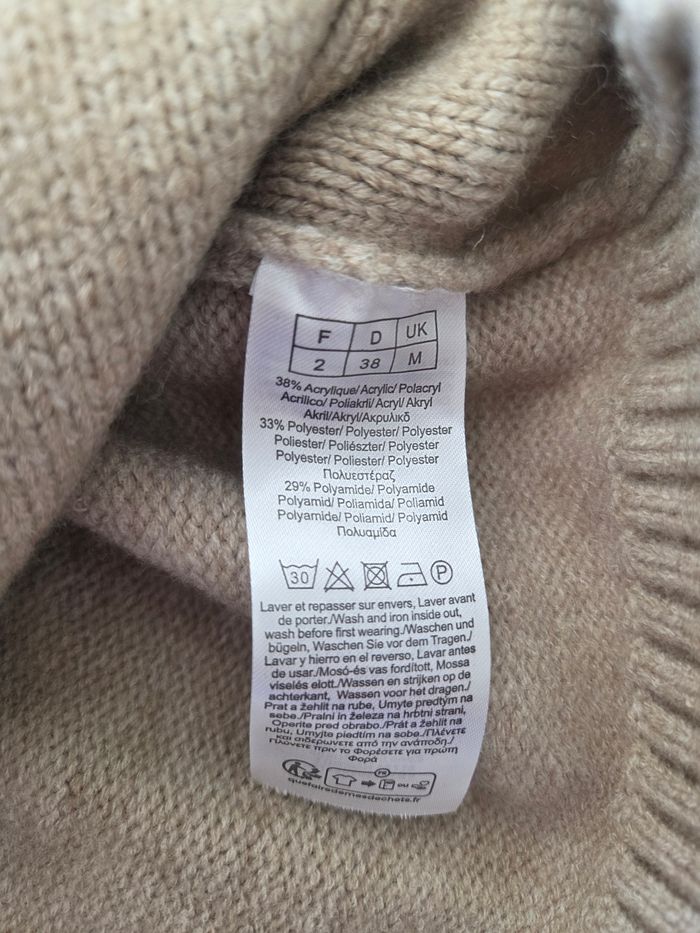 F D UK
2 38 M
38% Acrylique/ Acrylic/ Polacryl
Acrilico/ Poliakril/ Acryl/ Akryl
Akril/Akryl/Ακρυλικό
33% Polyester/ Polyester/ Polyester
Poliester/ Poliészter/ Polyester
Polyester/ Poliester/ Polyester
Πολυεστέραζ
29% Polyamide/ Polyamide
Polyamid/ Poliamida/ Poliamid
Polyamide/ Poliamid/ Polyamid
Πολυαμίδα
30 P
Laver et repasser sur envers, Laver avant
de porter./Wash and iron inside out,
wash before first wearing./Waschen und
bügeln, Waschen Sie vor dem Tragen./
Lavar y hierro en el reverso, Lavar antes
de usar./Mosó-és vas fordított, Mossa
viselés elott./Wassen en strijken op de
achterkant, Wassen voor het dragen./
Prat a žehlit na rube, Umyte predtým na
sebe./Pralni in železa na hrbtni strani,
Operite pred obrabo./Prát a žehliť na
rubu, Umyjte piedtím na sobe./Πλένετε
και σιδερώνετε από την ανάποδη./
Πλώνετε πριν το Φορέσετε για πρώτη
Φορά
FR
ou
quefairedemesdechets.fr